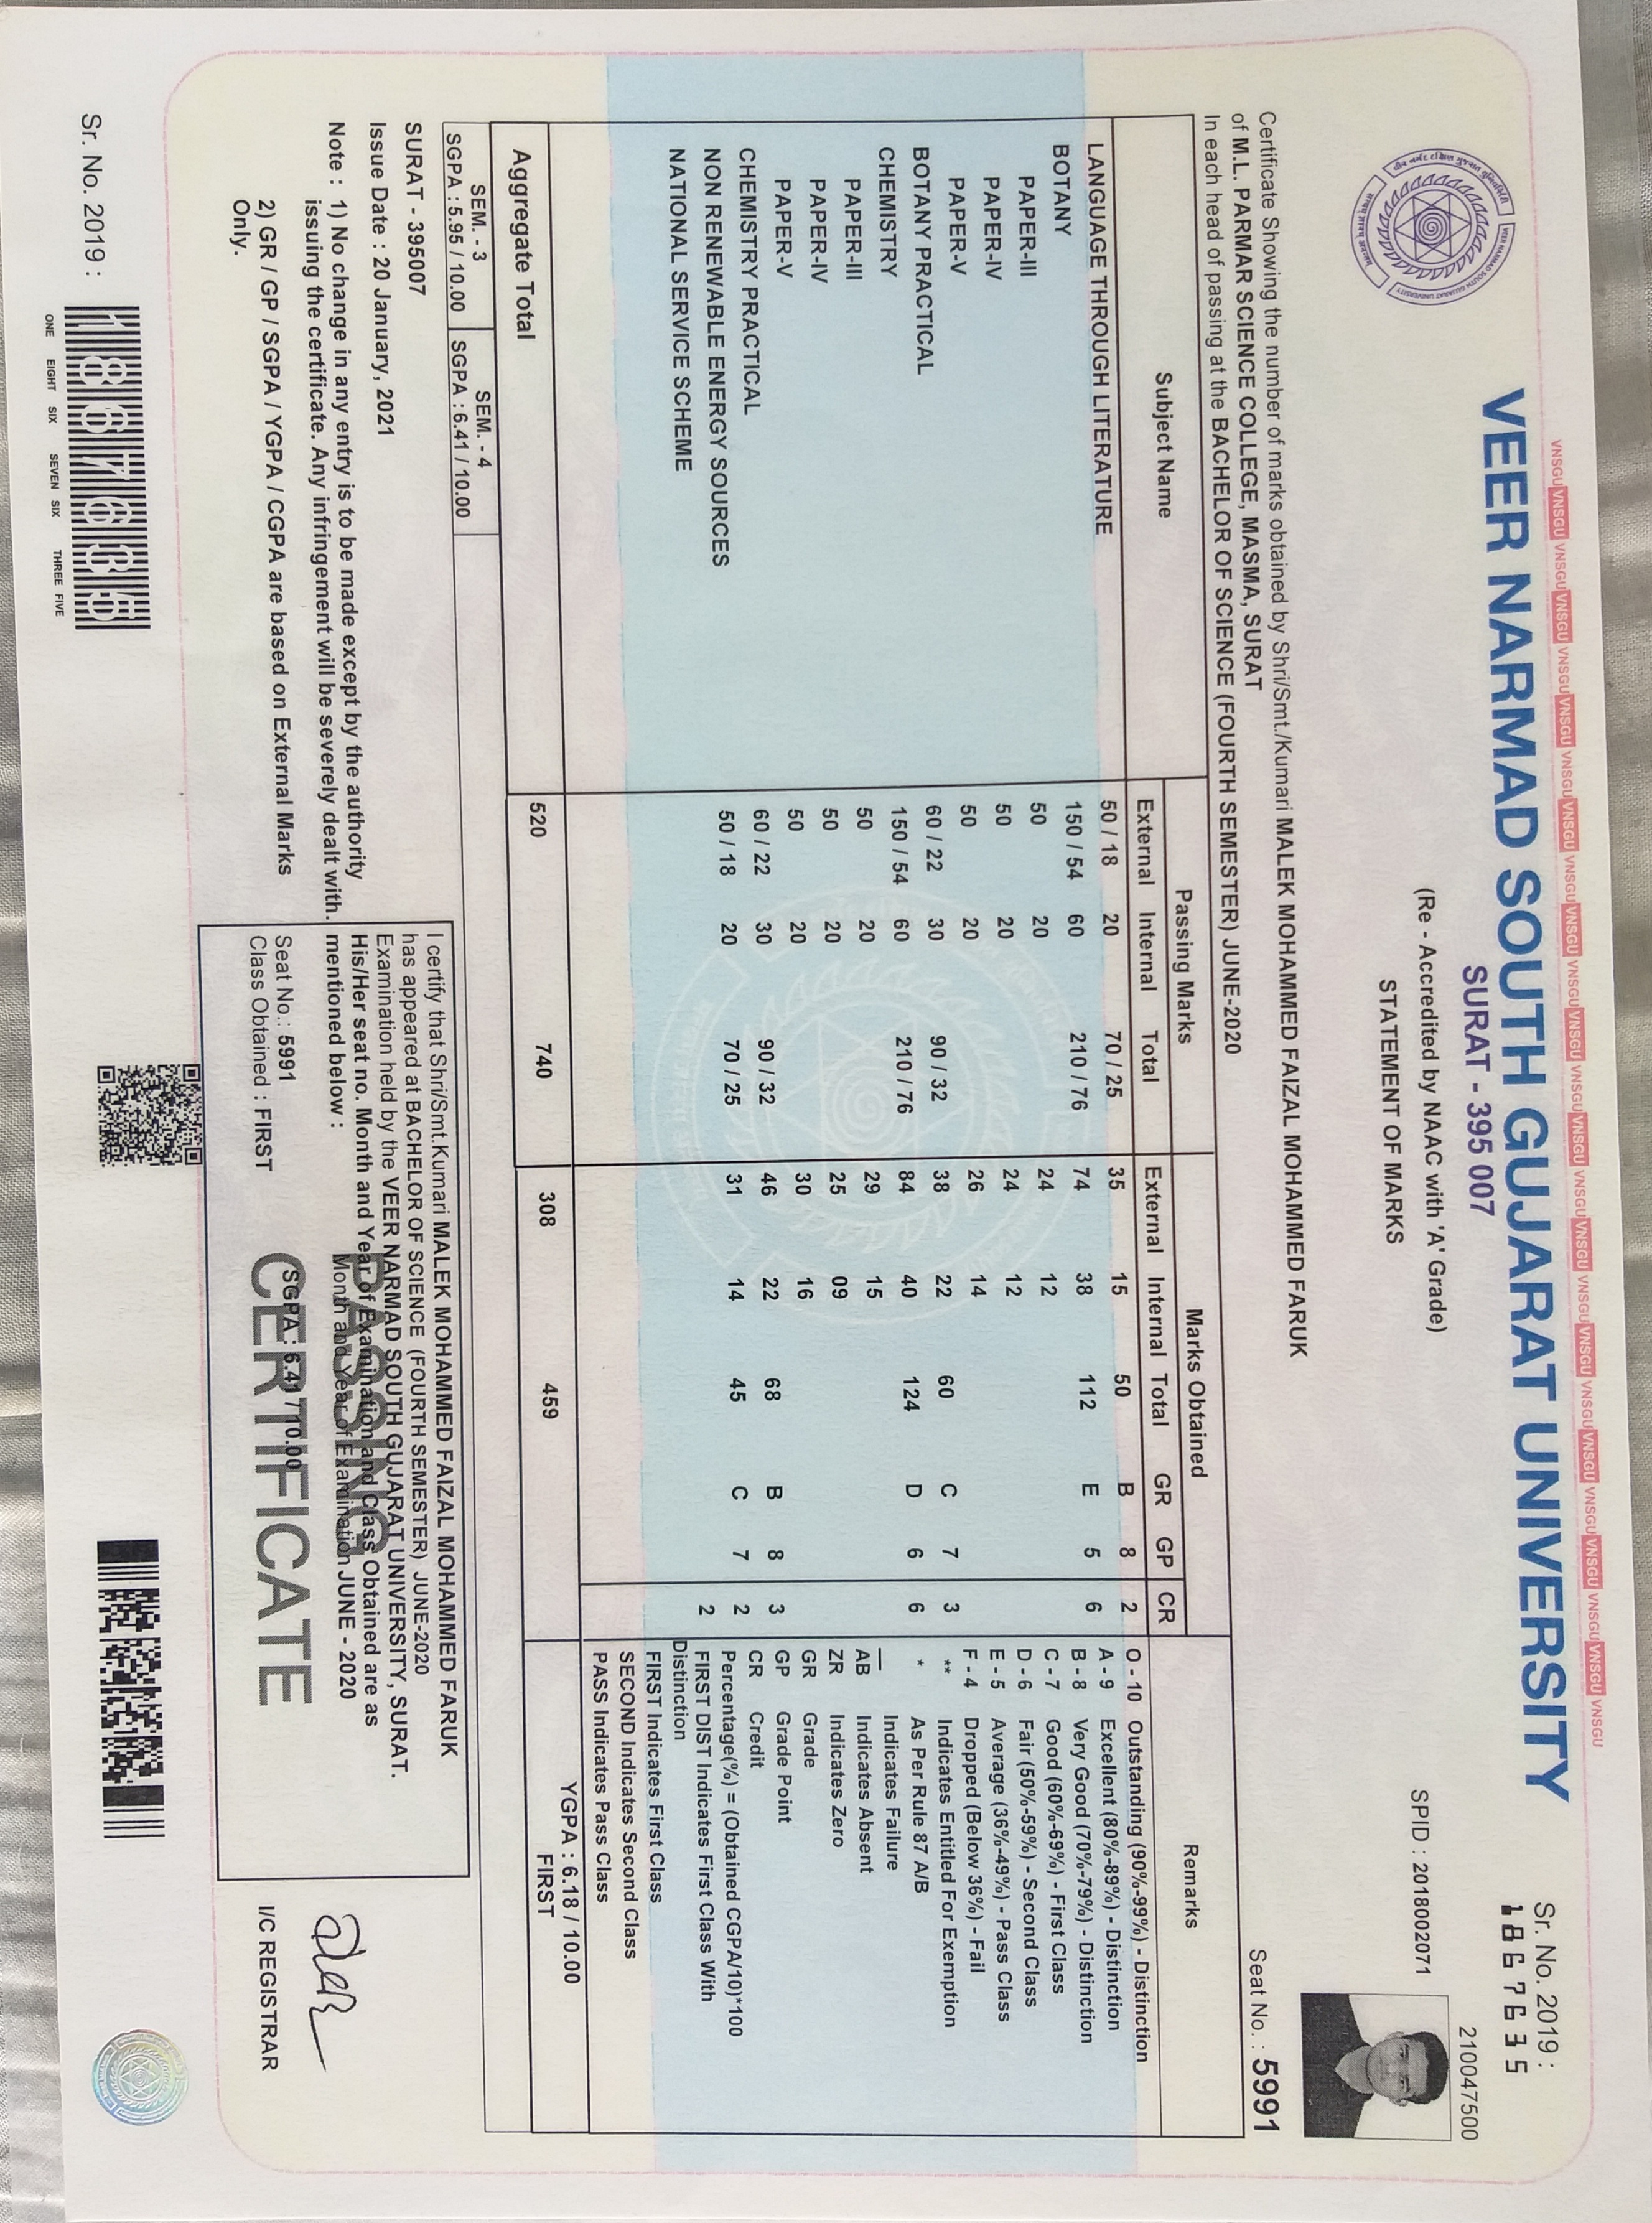 VNSGU VNSGU VNSGU VNSGU VNSGU VNSGU VNSGU VNSGU VNSGU VNSGU VNSGU VNSGU VNSGU VNSGU VNSGU VNSGU VNSGU VNSGU VNSGU VNSGU VNSGU VNSGU VNSGU VNSGU VNSGU
VEER NARMAD SOUTH GUJARAT UNIVERSITY
SURAT - 395 007
(Re - Accredited by NAAC with 'A' Grade)
STATEMENT OF MARKS
Sr. No. 2019 :
1867635
210047500
SPID : 2018002071
Certificate Showing the number of marks obtained by Shri/Smt./Kumari MALEK MOHAMMED FAIZAL MOHAMMED FARUK
of M.L. PARMAR SCIENCE COLLEGE, MASMA, SURAT
In each head of passing at the BACHELOR OF SCIENCE (FOURTH SEMESTER) JUNE-2020
Seat No. : 5991
Subject Name Passing Marks Marks Obtained Remarks
External Internal Total External Internal Total GR GP CR
LANGUAGE THROUGH LITERATURE 50 / 18 20 70 / 25 35 15 50 B 8 2
BOTANY 150 / 54 60 210 / 76 74 38 112 E 5 6
PAPER-III 50 20 24 12
PAPER-IV 50 20 24 12
PAPER-V 50 20 26 14
BOTANY PRACTICAL 60 / 22 30 90 / 32 38 22 60 C 7 3
CHEMISTRY 150 / 54 60 210 / 76 84 40 124 D 6 6
PAPER-III 50 20 29 15
PAPER-IV 50 20 25 09
PAPER-V 50 20 30 16
CHEMISTRY PRACTICAL 60 / 22 30 90 / 32 46 22 68 B 8 3
NON RENEWABLE ENERGY SOURCES 50 / 18 20 70 / 25 31 14 45 C 7 2
NATIONAL SERVICE SCHEME 2
O - 10 Outstanding (90%-99%) - Distinction
A - 9 Excellent (80%-89%) - Distinction
B - 8 Very Good (70%-79%) - Distinction
C - 7 Good (60%-69%) - First Class
D - 6 Fair (50%-59%) - Second Class
E - 5 Average (36%-49%) - Pass Class
F - 4 Dropped (Below 36%) - Fail
** Indicates Entitled For Exemption
* As Per Rule 87 A/B
__ Indicates Failure
AB Indicates Absent
ZR Indicates Zero
GR Grade
GP Grade Point
CR Credit
Percentage(%) = (Obtained CGPA/10)*100
FIRST DIST Indicates First Class With
Distinction
FIRST Indicates First Class
SECOND Indicates Second Class
PASS Indicates Pass Class
Aggregate Total 520 740 308 459 YGPA : 6.18 / 10.00
FIRST
SEM. - 3 SEM. - 4
SGPA : 5.95 / 10.00 SGPA : 6.41 / 10.00
SURAT - 395007
Issue Date : 20 January, 2021
Note : 1) No change in any entry is to be made except by the authority
issuing the certificate. Any infringement will be severely dealt with.
2) GR / GP / SGPA / YGPA / CGPA are based on External Marks
Only.
I certify that Shri/Smt.Kumari MALEK MOHAMMED FAIZAL MOHAMMED FARUK
has appeared at BACHELOR OF SCIENCE (FOURTH SEMESTER) JUNE-2020
Examination held by the VEER NARMAD SOUTH GUJARAT UNIVERSITY, SURAT.
His/Her seat no. Month and Year of Examination and Class Obtained are as
mentioned below :
Month and Year of Examination JUNE - 2020
PASSING
CERTIFICATE
Seat No.: 5991
SGPA : 6.41 / 10.00
Class Obtained : FIRST
I/C REGISTRAR
Sr. No. 2019 :
1867635
ONE EIGHT SIX SEVEN SIX THREE FIVE